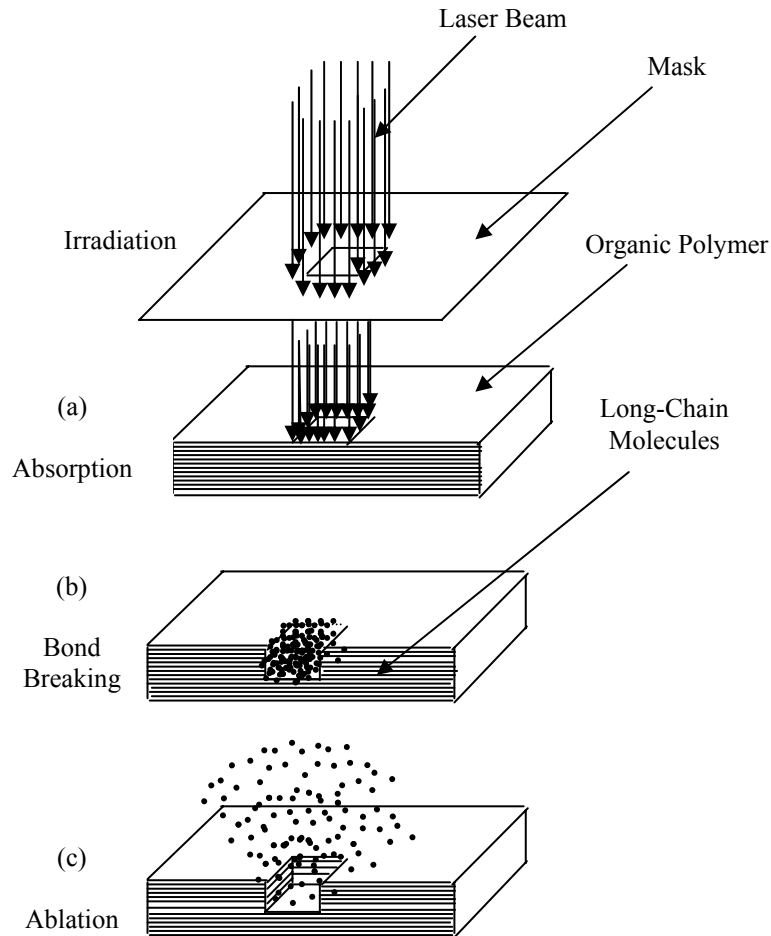 Laser Beam
Mask
Irradiation
Organic Polymer
(a)
Absorption
Long-Chain
Molecules
(b)
Bond
Breaking
(c)
Ablation